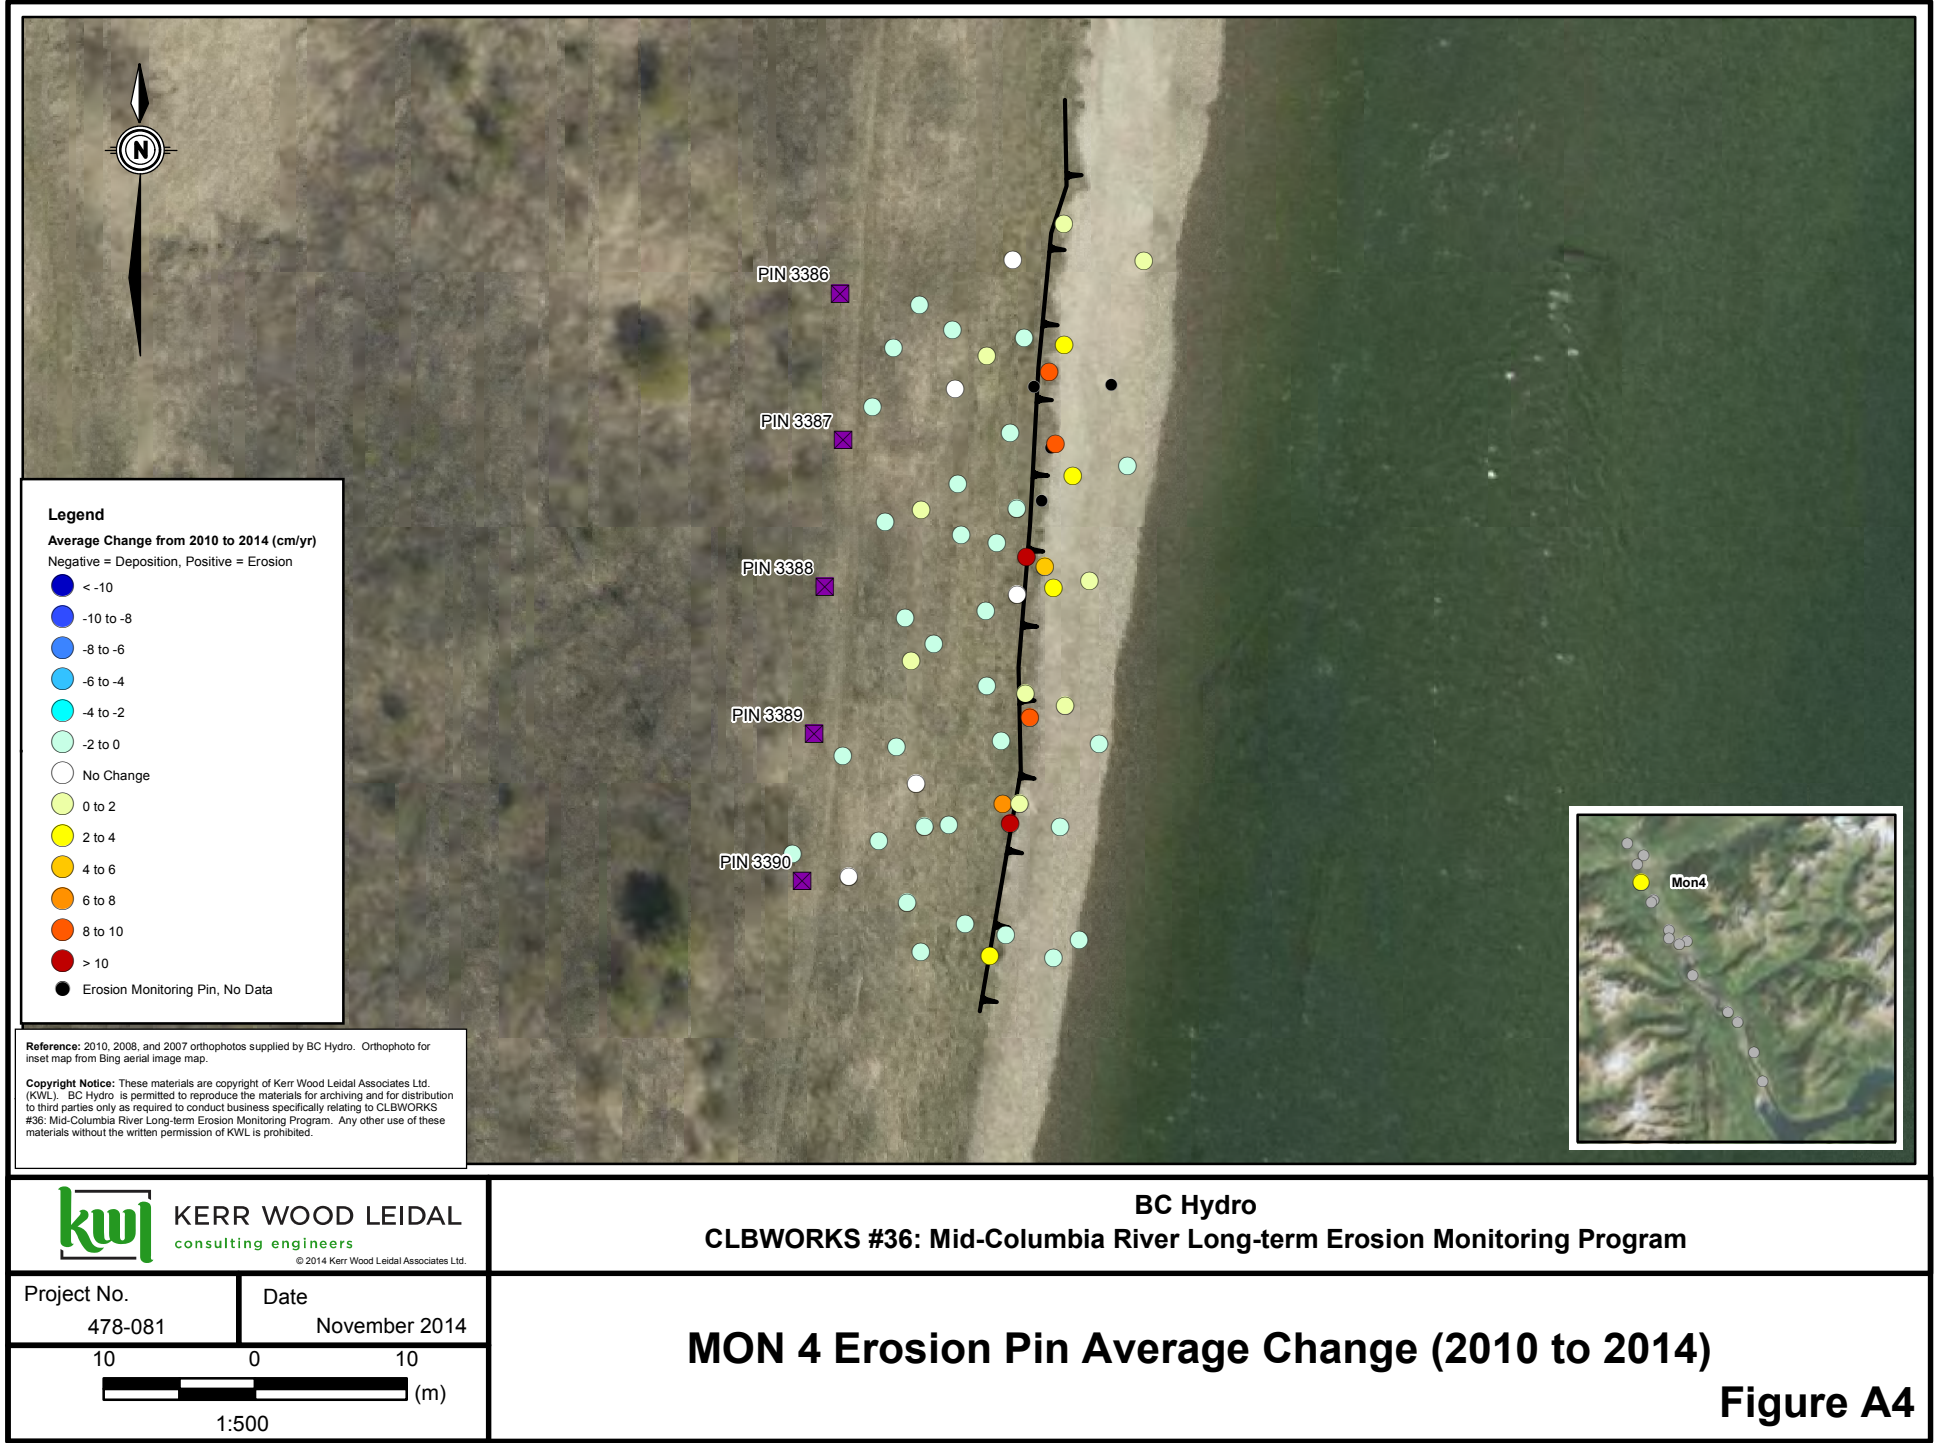 N
PIN 3386
PIN 3387
PIN 3388
PIN 3389
PIN 3390
Legend
Average Change from 2010 to 2014 (cm/yr)
Negative = Deposition, Positive = Erosion
< -10
-10 to -8
-8 to -6
-6 to -4
-4 to -2
-2 to 0
No Change
0 to 2
2 to 4
4 to 6
6 to 8
8 to 10
> 10
Erosion Monitoring Pin, No Data
Reference: 2010, 2008, and 2007 orthophotos supplied by BC Hydro. Orthophoto for
inset map from Bing aerial image map.
Copyright Notice: These materials are copyright of Kerr Wood Leidal Associates Ltd.
(KWL). BC Hydro is permitted to reproduce the materials for archiving and for distribution
to third parties only as required to conduct business specifically relating to CLBWORKS
#36: Mid-Columbia River Long-term Erosion Monitoring Program. Any other use of these
materials without the written permission of KWL is prohibited.
Mon4
kwl
KERR WOOD LEIDAL
consulting engineers
© 2014 Kerr Wood Leidal Associates Ltd.
BC Hydro
CLBWORKS #36: Mid-Columbia River Long-term Erosion Monitoring Program
Project No.
478-081
Date
November 2014
10 0 10
(m)
1:500
MON 4 Erosion Pin Average Change (2010 to 2014)
Figure A4